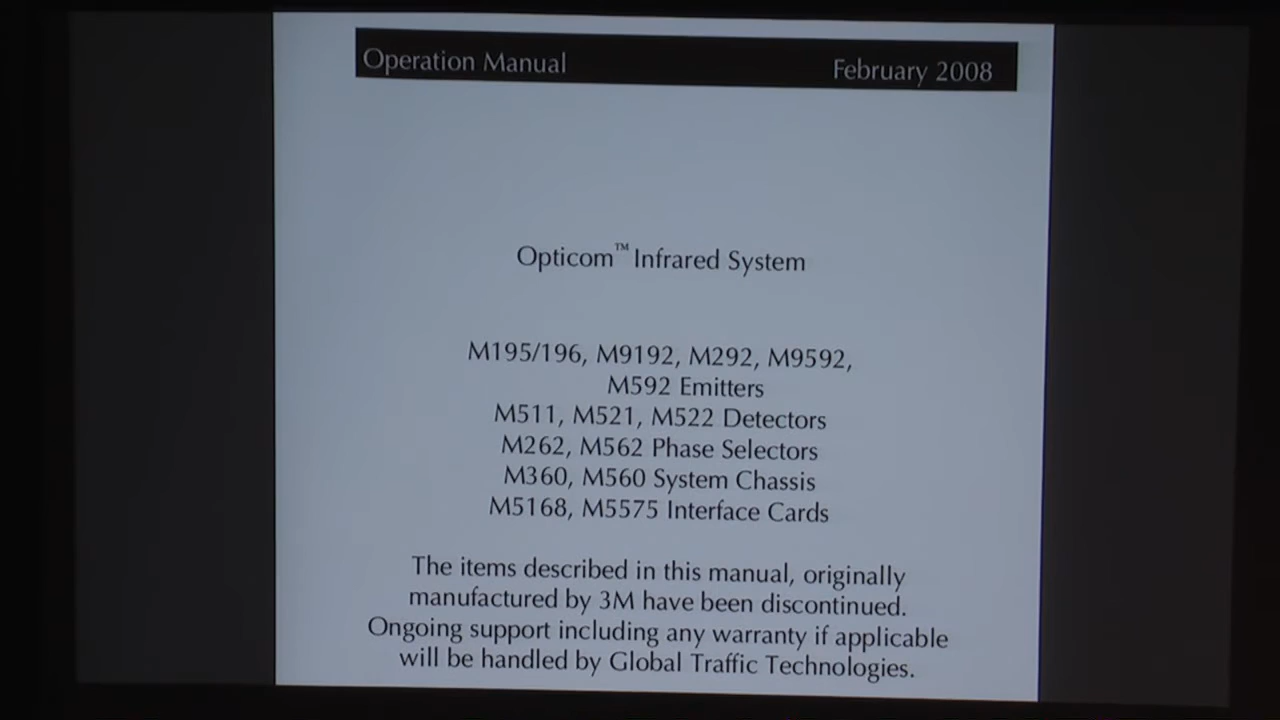 Operation Manual February 2008
Opticom™ Infrared System
M195/196, M9192, M292, M9592,
M592 Emitters
M511, M521, M522 Detectors
M262, M562 Phase Selectors
M360, M560 System Chassis
M5168, M5575 Interface Cards
The items described in this manual, originally
manufactured by 3M have been discontinued.
Ongoing support including any warranty if applicable
will be handled by Global Traffic Technologies.